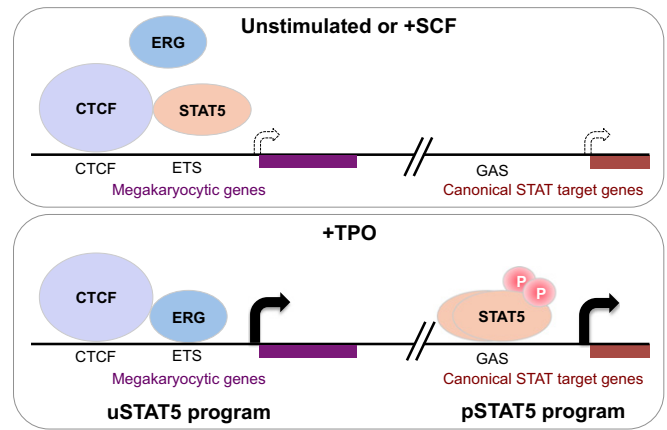 Unstimulated or +SCF
ERG
CTCF
STAT5
CTCF
ETS
GAS
Megakaryocytic genes
Canonical STAT target genes
+TPO
CTCF
ERG
P
P
STAT5
CTCF
ETS
GAS
Megakaryocytic genes
Canonical STAT target genes
uSTAT5 program
pSTAT5 program